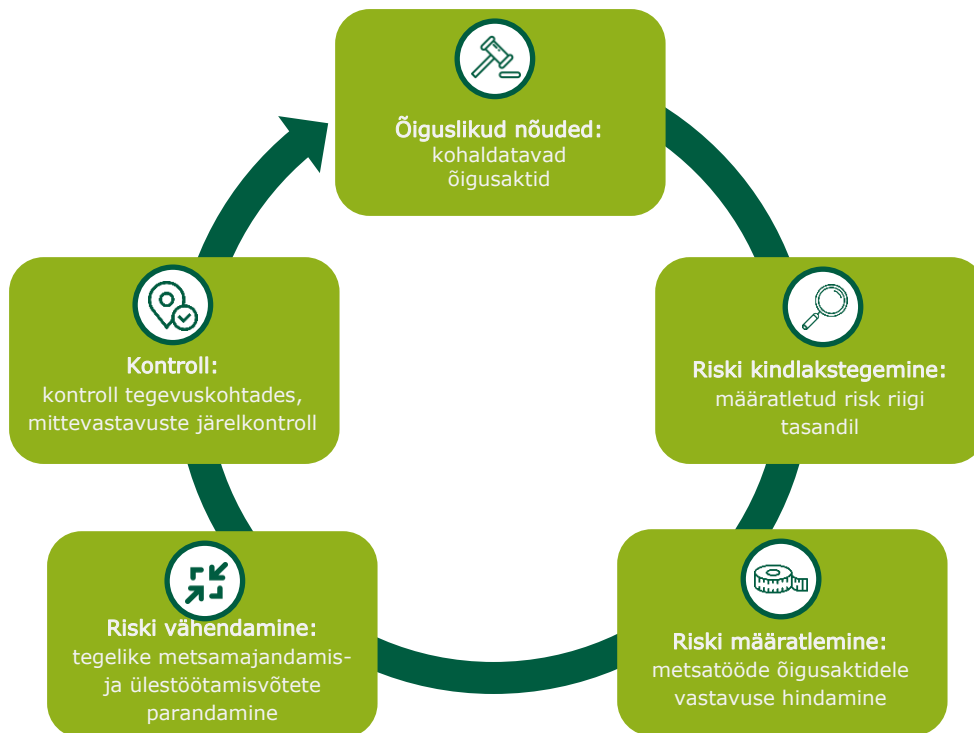 Õiguslikud nõuded:
kohaldatavad
õigusaktid
Riski kindlakstegemine:
määratletud risk riigi
tasandil
Riski määratlemine:
metsatööde õigusaktidele
vastavuse hindamine
Riski vähendamine:
tegelike metsamajandamis-
ja ülestöötamisvõtete
parandamine
Kontroll:
kontroll tegevuskohtades,
mittevastavuste järelkontroll